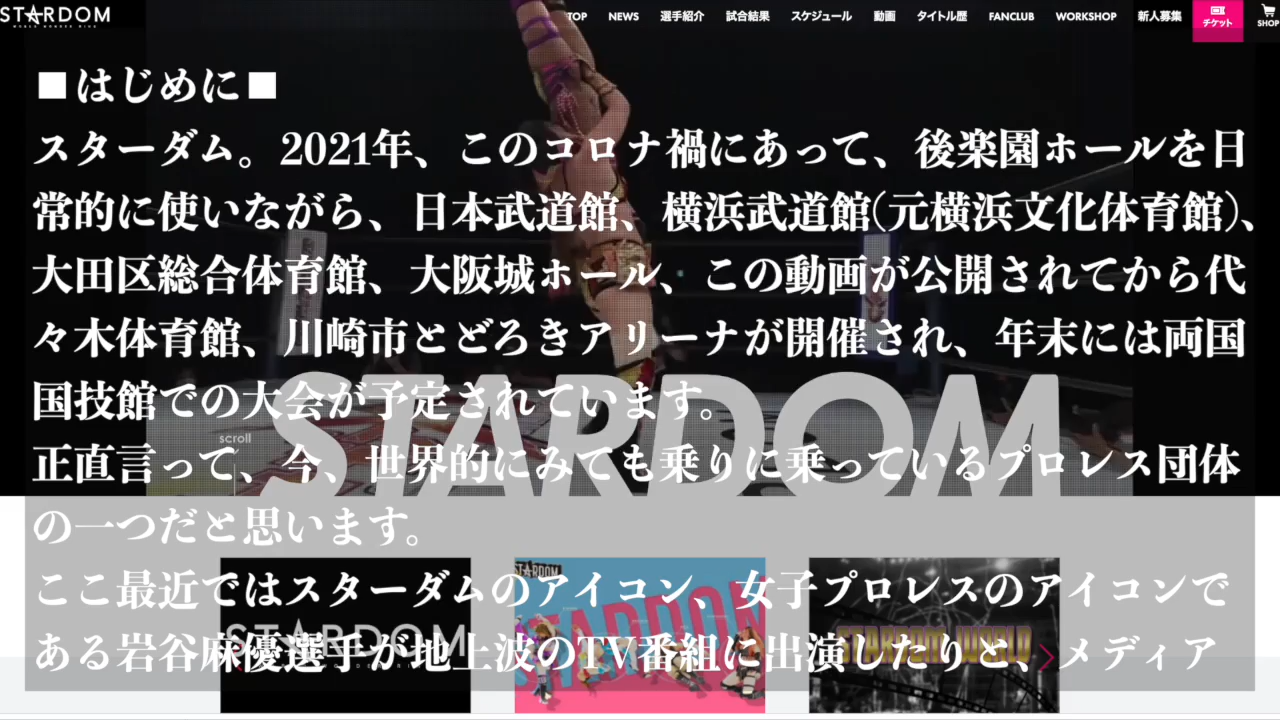 STARDOM
TOP NEWS 選手紹介 試合結果 スケジュール 動画 タイトル歴 FANCLUB WORKSHOP 新人募集 チケット SHOP
■はじめに■
スターダム。2021年、このコロナ禍にあって、後楽園ホールを日
常的に使いながら、日本武道館、横浜武道館(元横浜文化体育館)、
大田区総合体育館、大阪城ホール、この動画が公開されてから代
々木体育館、川崎市とどろきアリーナが開催され、年末には両国
国技館での大会が予定されています。
STARDOM
scroll
正直言って、今、世界的にみても乗りに乗っているプロレス団体
の一つだと思います。
ここ最近ではスターダムのアイコン、女子プロレスのアイコンで
ある岩谷麻優選手が地上波のTV番組に出演したりと、メディア
STARDOM
STARDOM
STARDOM
STARDOM WORLD